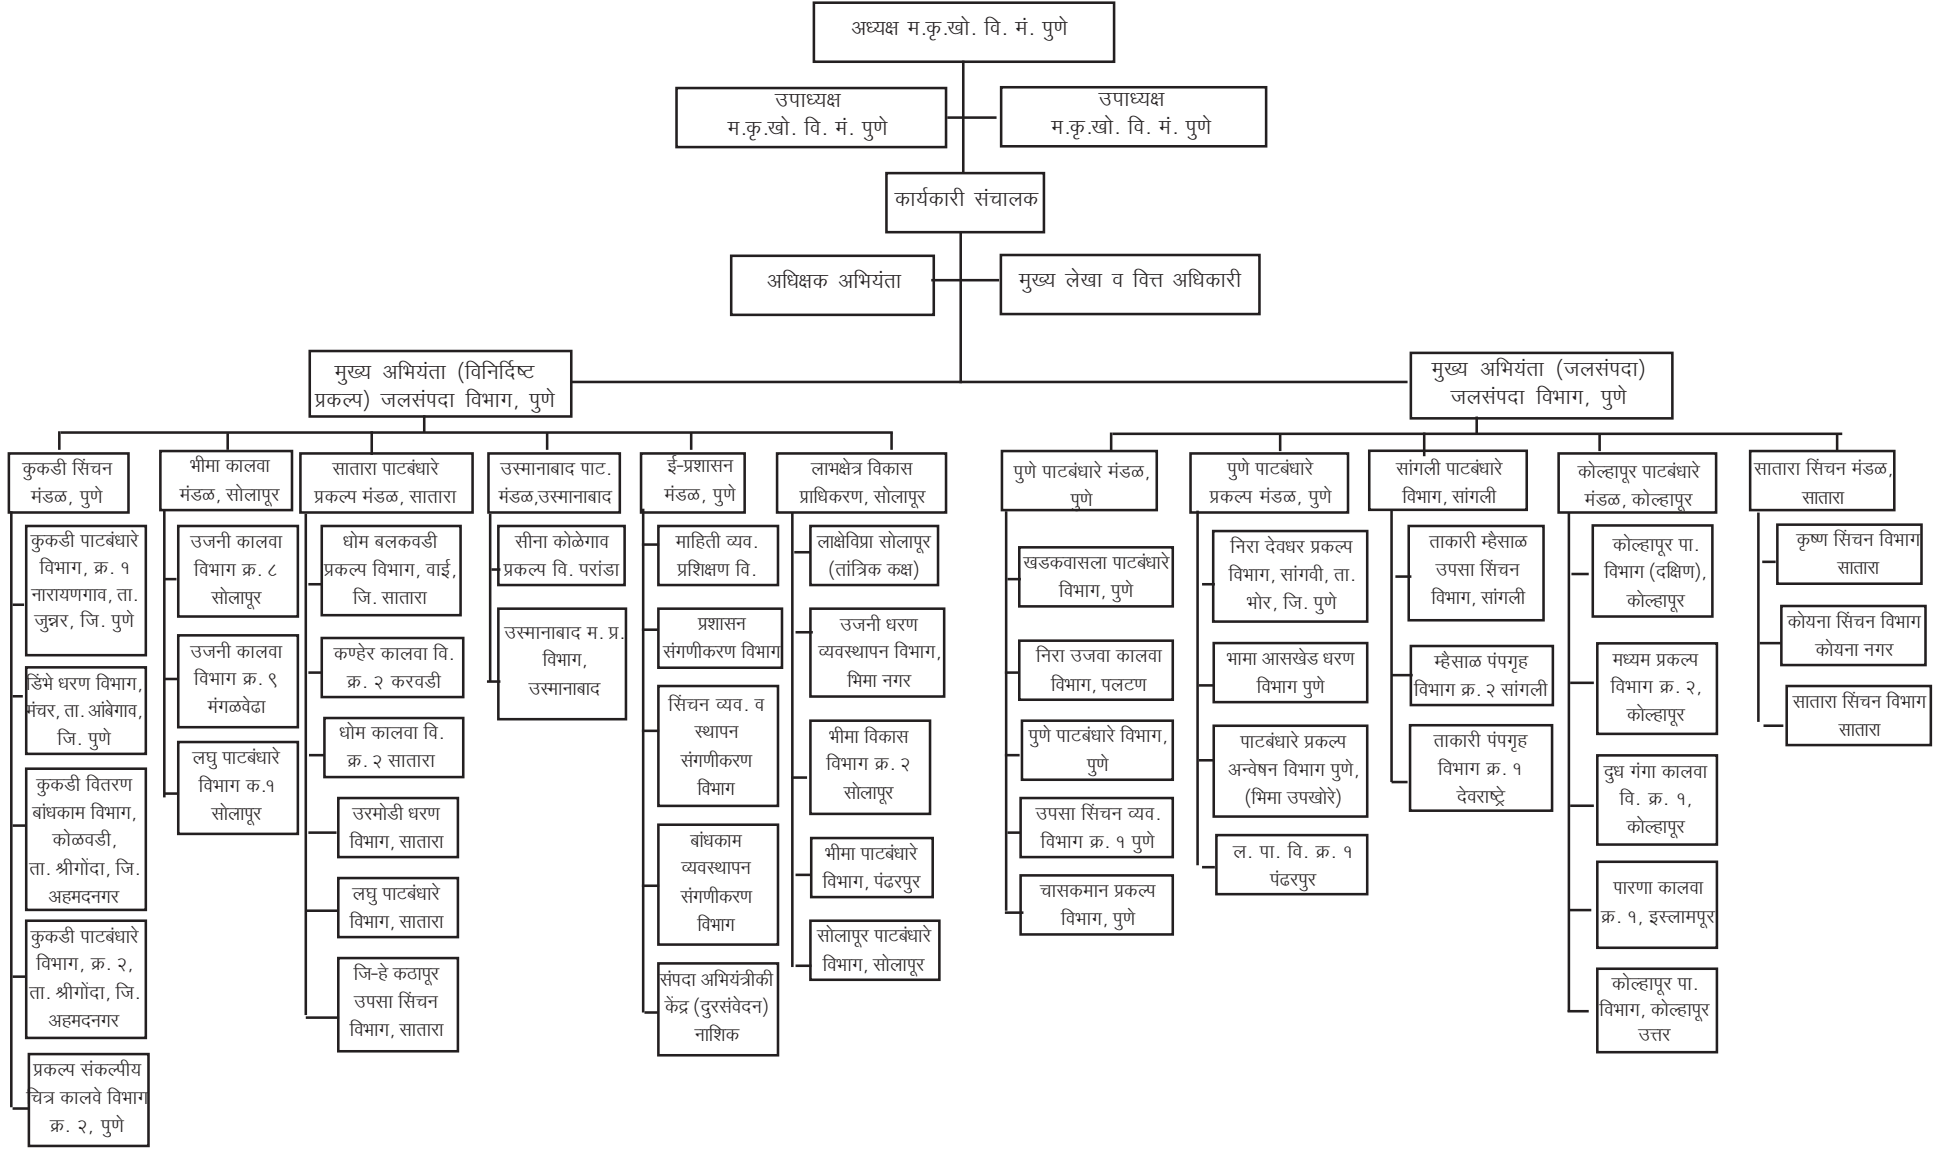 अध्यक्ष म.कृ.खो. वि. मं. पुणे
उपाध्यक्ष
म.कृ.खो. वि. मं. पुणे
उपाध्यक्ष
म.कृ.खो. वि. मं. पुणे
कार्यकारी संचालक
अधिक्षक अभियंता
मुख्य लेखा व वित्त अधिकारी
मुख्य अभियंता (विनिर्दिष्ट
प्रकल्प) जलसंपदा विभाग, पुणे
मुख्य अभियंता (जलसंपदा)
जलसंपदा विभाग, पुणे
कुकडी सिंचन
मंडळ, पुणे
कुकडी पाटबंधारे
विभाग, क्र. १
नारायणगाव, ता.
जुन्नर, जि. पुणे
डिंभे धरण विभाग,
मंचर, ता. आंबेगाव,
जि. पुणे
कुकडी वितरण
बांधकाम विभाग,
कोळवडी,
ता. श्रीगोंदा, जि.
अहमदनगर
कुकडी पाटबंधारे
विभाग, क्र. २,
ता. श्रीगोंदा, जि.
अहमदनगर
प्रकल्प संकल्पीय
चित्र कालवे विभाग
क्र. २, पुणे
भीमा कालवा
मंडळ, सोलापूर
उजनी कालवा
विभाग क्र. ८
सोलापूर
उजनी कालवा
विभाग क्र. ९
मंगळवेढा
लघु पाटबंधारे
विभाग क.१
सोलापूर
सातारा पाटबंधारे
प्रकल्प मंडळ, सातारा
धोम बलकवडी
प्रकल्प विभाग, वाई,
जि. सातारा
कण्हेर कालवा वि.
क्र. २ करवडी
धोम कालवा वि.
क्र. २ सातारा
उरमोडी धरण
विभाग, सातारा
लघु पाटबंधारे
विभाग, सातारा
जि-हे कठापूर
उपसा सिंचन
विभाग, सातारा
उस्मानाबाद पाट.
मंडळ,उस्मानाबाद
सीना कोळेगाव
प्रकल्प वि. परांडा
उस्मानाबाद म. प्र.
विभाग,
उस्मानाबाद
ई-प्रशासन
मंडळ, पुणे
माहिती व्यव.
प्रशिक्षण वि.
प्रशासन
संगणीकरण विभाग
सिंचन व्यव. व
स्थापन
संगणीकरण
विभाग
बांधकाम
व्यवस्थापन
संगणीकरण
विभाग
संपदा अभियंत्रीकी
केंद्र (दुरसंवेदन)
नाशिक
लाभक्षेत्र विकास
प्राधिकरण, सोलापूर
लाक्षेविप्रा सोलापूर
(तांत्रिक कक्ष)
उजनी धरण
व्यवस्थापन विभाग,
भिमा नगर
भीमा विकास
विभाग क्र. २
सोलापूर
भीमा पाटबंधारे
विभाग, पंढरपुर
सोलापूर पाटबंधारे
विभाग, सोलापूर
पुणे पाटबंधारे मंडळ,
पुणे
खडकवासला पाटबंधारे
विभाग, पुणे
निरा उजवा कालवा
विभाग, पलटण
पुणे पाटबंधारे विभाग,
पुणे
उपसा सिंचन व्यव.
विभाग क्र. १ पुणे
चासकमान प्रकल्प
विभाग, पुणे
पुणे पाटबंधारे
प्रकल्प मंडळ, पुणे
निरा देवधर प्रकल्प
विभाग, सांगवी, ता.
भोर, जि. पुणे
भामा आसखेड धरण
विभाग पुणे
पाटबंधारे प्रकल्प
अन्वेषन विभाग पुणे,
(भिमा उपखोरे)
ल. पा. वि. क्र. १
पंढरपुर
सांगली पाटबंधारे
विभाग, सांगली
ताकारी म्हैसाळ
उपसा सिंचन
विभाग, सांगली
म्हैसाळ पंपगृह
विभाग क्र. २ सांगली
ताकारी पंपगृह
विभाग क्र. १
देवराष्ट्रे
कोल्हापूर पाटबंधारे
मंडळ, कोल्हापूर
कोल्हापूर पा.
विभाग (दक्षिण),
कोल्हापूर
मध्यम प्रकल्प
विभाग क्र. २,
कोल्हापूर
दुध गंगा कालवा
वि. क्र. १,
कोल्हापूर
पारणा कालवा
क्र. १, इस्लामपूर
कोल्हापूर पा.
विभाग, कोल्हापूर
उत्तर
सातारा सिंचन मंडळ,
सातारा
कृष्ण सिंचन विभाग
सातारा
कोयना सिंचन विभाग
कोयना नगर
सातारा सिंचन विभाग
सातारा